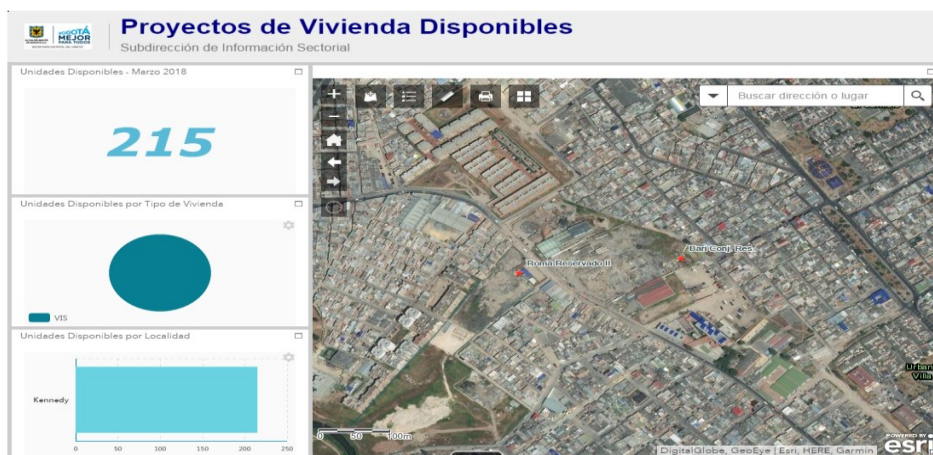 BOGOTÁ
MEJOR
PARA TODOS
Proyectos de Vivienda Disponibles
Subdirección de Información Sectorial
Unidades Disponibles - Marzo 2018
215
Unidades Disponibles por Tipo de Vivienda
VIS
Unidades Disponibles por Localidad
Kennedy
0 50 100 150 200 250
Buscar dirección o lugar
Bari Conj. Res.
Roma Reservado II
Urban
Villa
0 50 100m
POWERED BY
esri
DigitalGlobe, GeoEye | Esri, HERE, Garmin